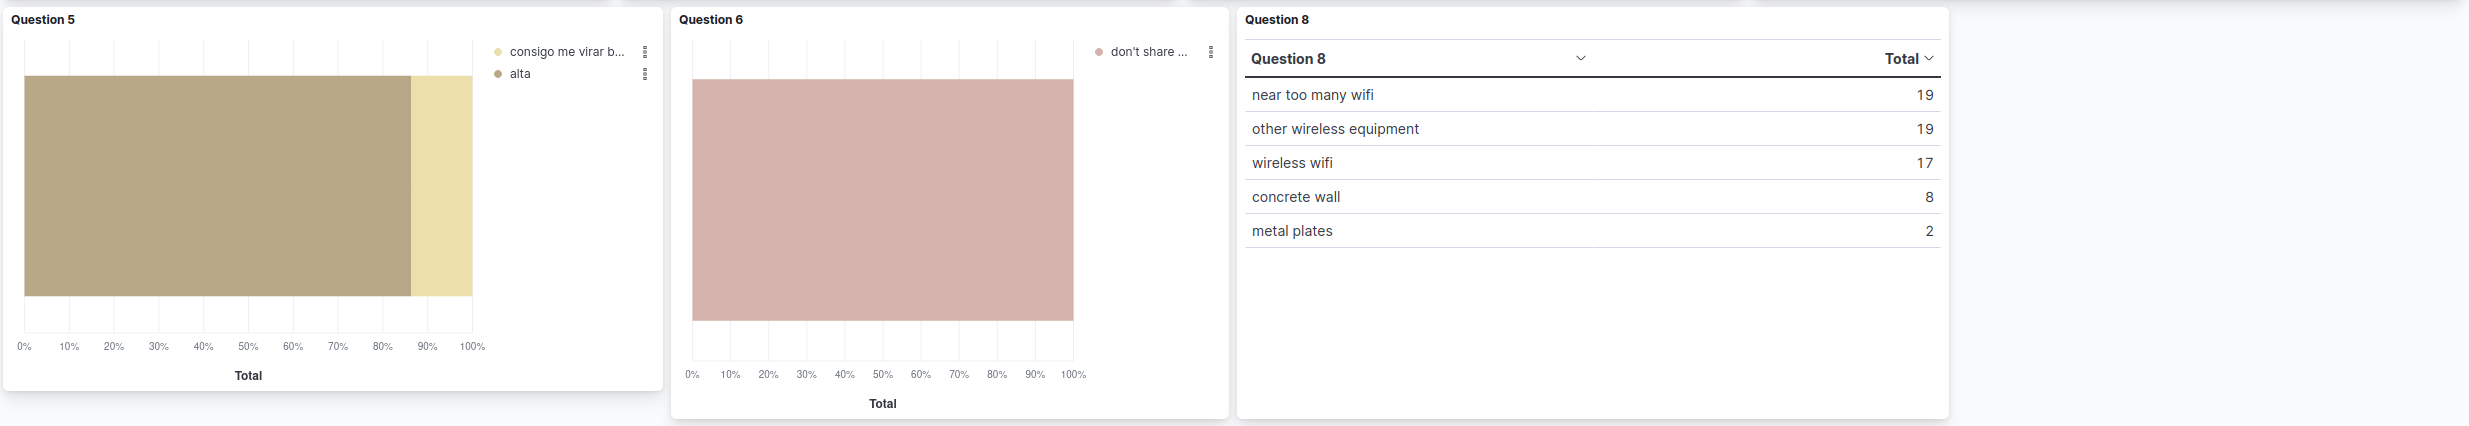 Question 5
consigo me virar b...
alta
0% 10% 20% 30% 40% 50% 60% 70% 80% 90% 100%
Total
Question 6
don't share ...
0% 10% 20% 30% 40% 50% 60% 70% 80% 90% 100%
Total
Question 8
Question 8 Total
near too many wifi 19
other wireless equipment 19
wireless wifi 17
concrete wall 8
metal plates 2